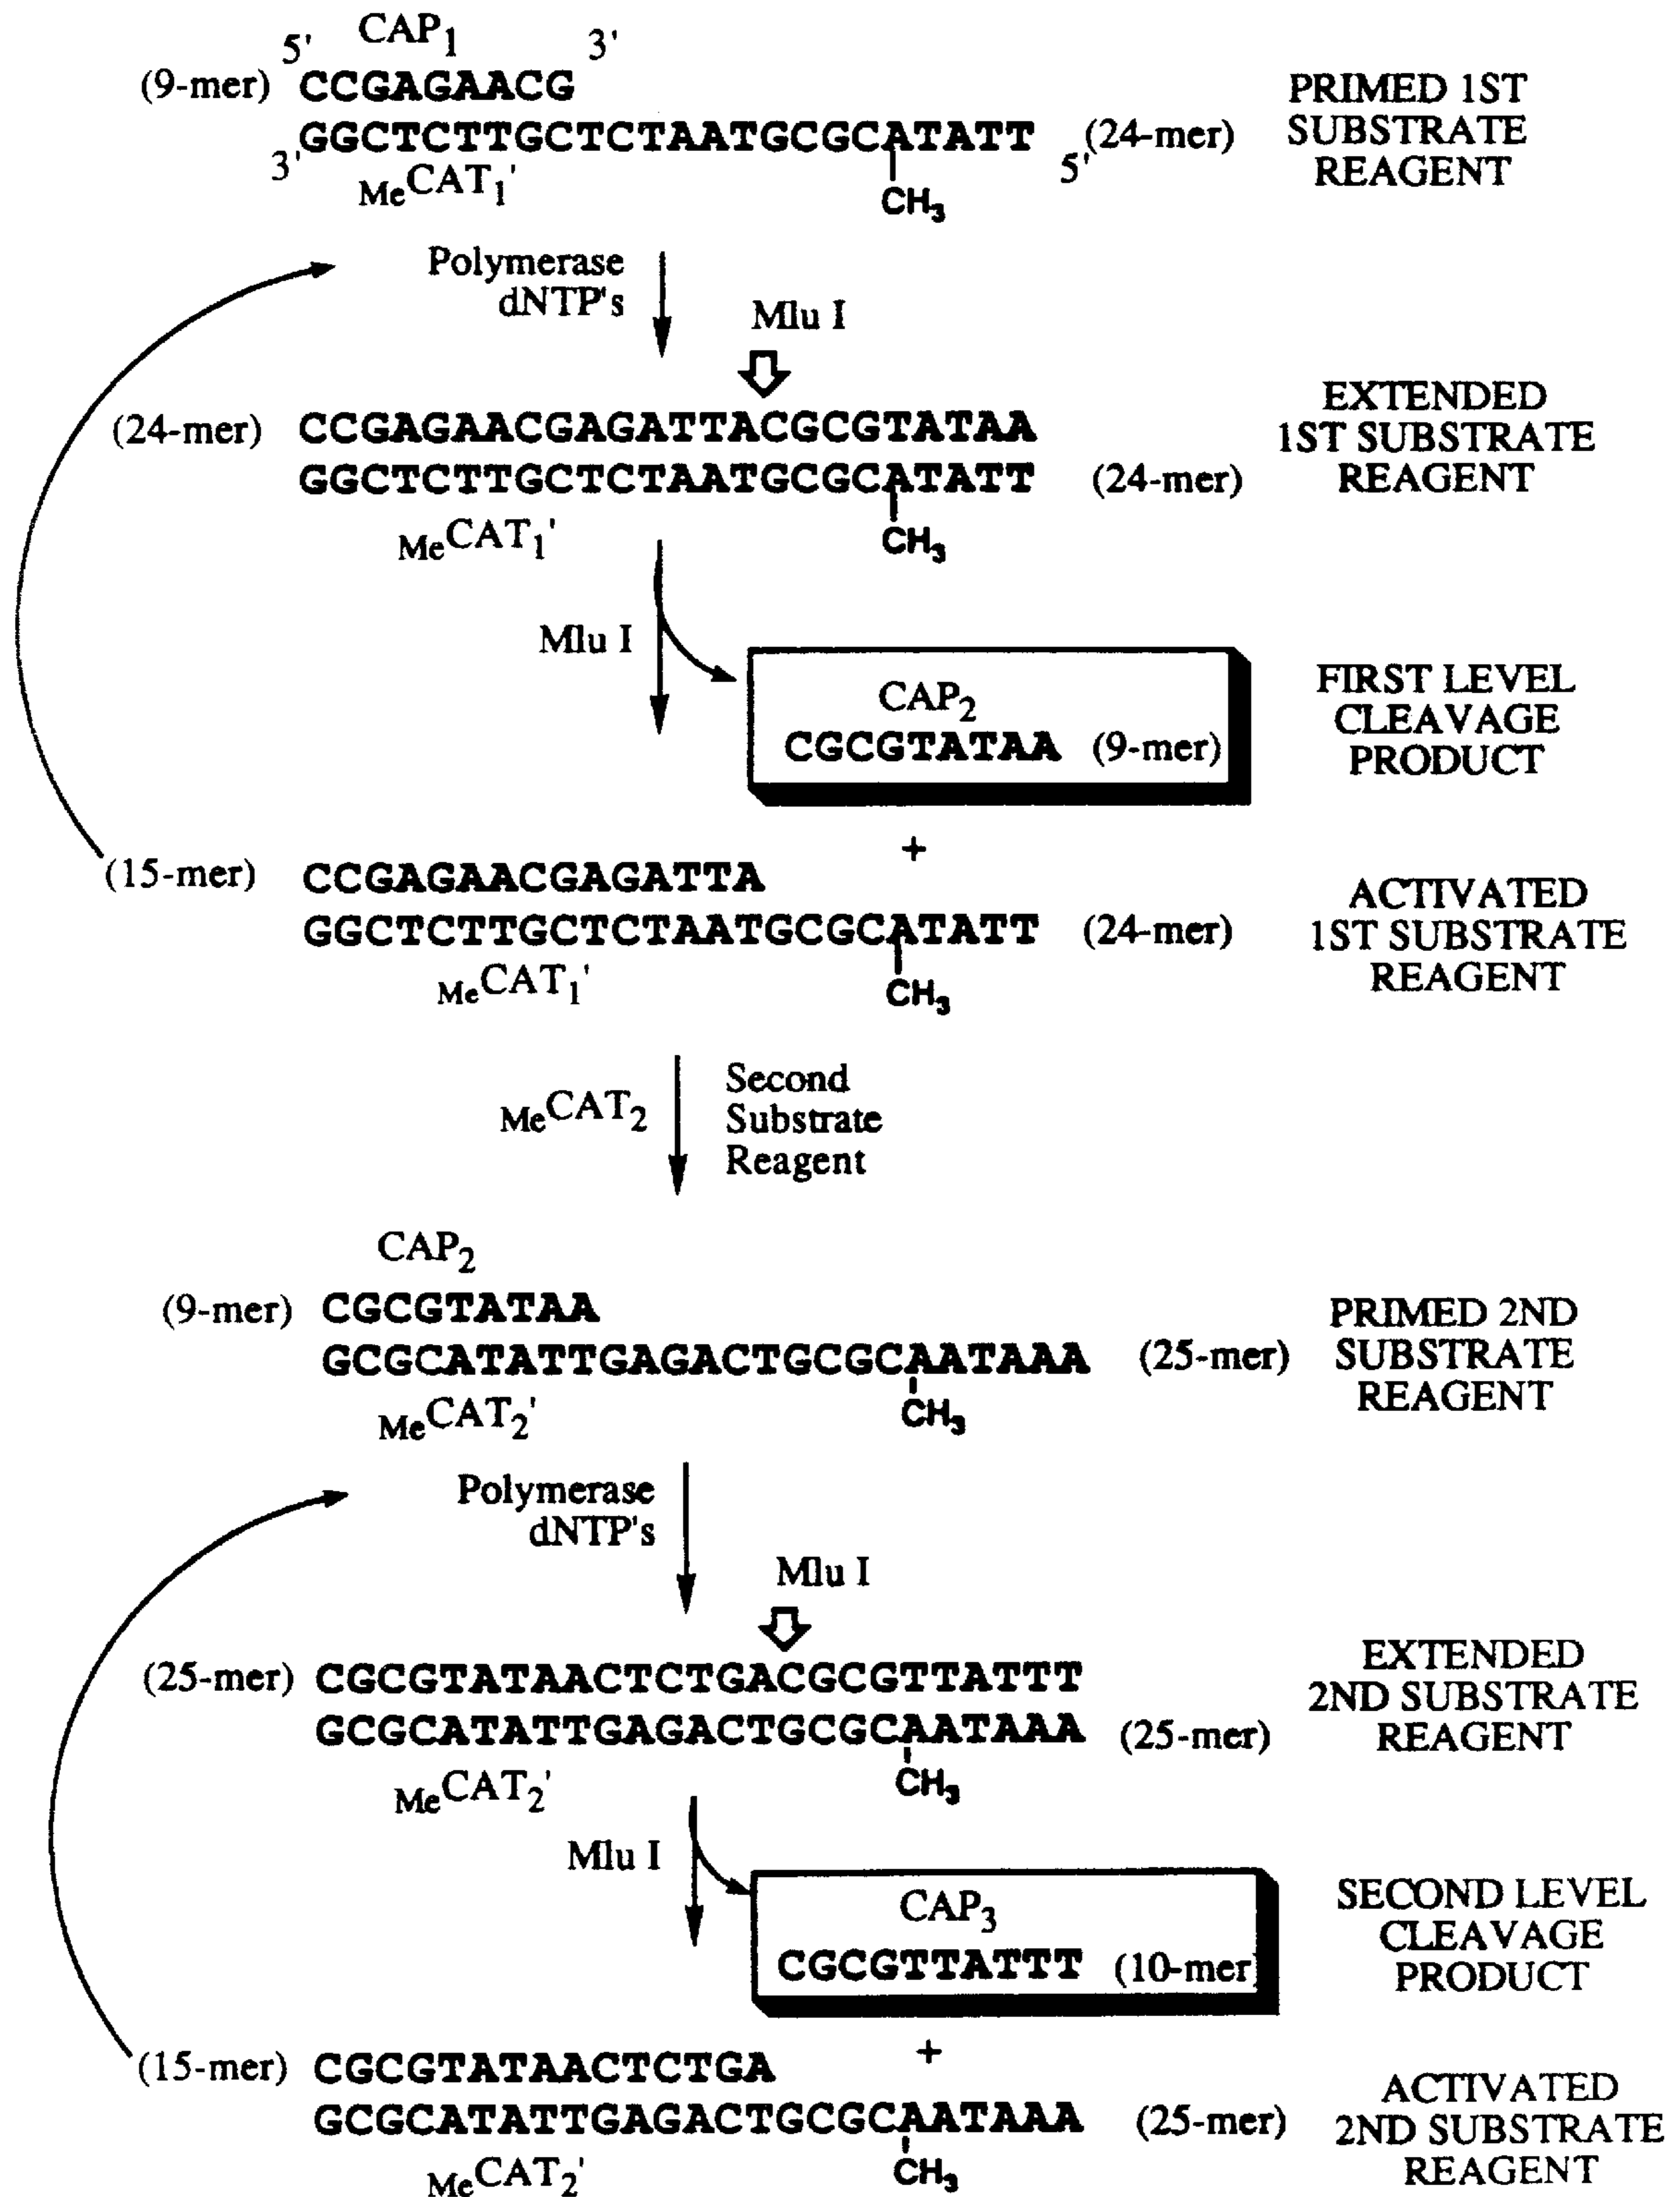 CAP1
5' 3'
(9-mer) CCGAGAACG
GGCTCTTGCTCTAATGCGCATATT (24-mer)
3' 5'
MeCAT1'
CH3
PRIMED 1ST
SUBSTRATE
REAGENT
Polymerase
dNTP's
Mlu I
(24-mer) CCGAGAACGAGATTACGCGTATAA
GGCTCTTGCTCTAATGCGCATATT (24-mer)
MeCAT1'
CH3
EXTENDED
1ST SUBSTRATE
REAGENT
Mlu I
CAP2
CGCGTATAA (9-mer)
FIRST LEVEL
CLEAVAGE
PRODUCT
+
(15-mer) CCGAGAACGAGATTA
GGCTCTTGCTCTAATGCGCATATT (24-mer)
MeCAT1'
CH3
ACTIVATED
1ST SUBSTRATE
REAGENT
MeCAT2
Second
Substrate
Reagent
CAP2
(9-mer) CGCGTATAA
GCGCATATTGAGACTGCGCAATAAA (25-mer)
MeCAT2'
CH3
PRIMED 2ND
SUBSTRATE
REAGENT
Polymerase
dNTP's
Mlu I
(25-mer) CGCGTATAACTCTGACGCGTTATTT
GCGCATATTGAGACTGCGCAATAAA (25-mer)
MeCAT2'
CH3
EXTENDED
2ND SUBSTRATE
REAGENT
Mlu I
CAP3
CGCGTTATTT (10-mer)
SECOND LEVEL
CLEAVAGE
PRODUCT
+
(15-mer) CGCGTATAACTCTGA
GCGCATATTGAGACTGCGCAATAAA (25-mer)
MeCAT2'
CH3
ACTIVATED
2ND SUBSTRATE
REAGENT